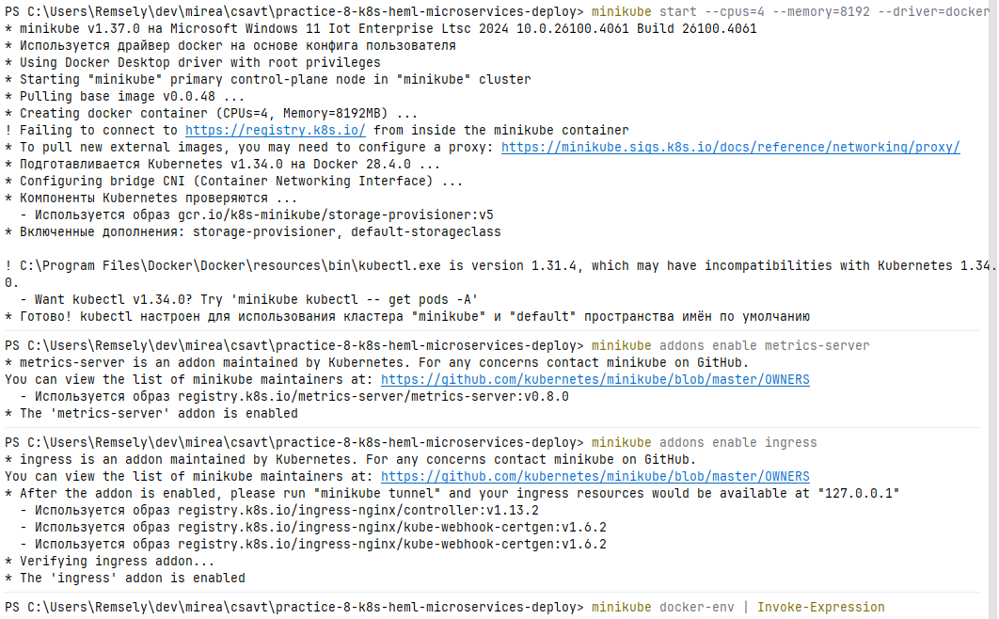 PS C:\Users\Remsely\dev\mirea\csavt\practice-8-k8s-heml-microservices-deploy> minikube start --cpus=4 --memory=8192 --driver=docker
* minikube v1.37.0 на Microsoft Windows 11 Iot Enterprise Ltsc 2024 10.0.26100.4061 Build 26100.4061
* Используется драйвер docker на основе конфига пользователя
* Using Docker Desktop driver with root privileges
* Starting "minikube" primary control-plane node in "minikube" cluster
* Pulling base image v0.0.48 ...
* Creating docker container (CPUs=4, Memory=8192MB) ...
! Failing to connect to https://registry.k8s.io/ from inside the minikube container
* To pull new external images, you may need to configure a proxy: https://minikube.sigs.k8s.io/docs/reference/networking/proxy/
* Подготавливается Kubernetes v1.34.0 на Docker 28.4.0 ...
* Configuring bridge CNI (Container Networking Interface) ...
* Компоненты Kubernetes проверяются ...
  - Используется образ gcr.io/k8s-minikube/storage-provisioner:v5
* Включенные дополнения: storage-provisioner, default-storageclass
! C:\Program Files\Docker\Docker\resources\bin\kubectl.exe is version 1.31.4, which may have incompatibilities with Kubernetes 1.34.
0.
  - Want kubectl v1.34.0? Try 'minikube kubectl -- get pods -A'
* Готово! kubectl настроен для использования кластера "minikube" и "default" пространства имён по умолчанию
PS C:\Users\Remsely\dev\mirea\csavt\practice-8-k8s-heml-microservices-deploy> minikube addons enable metrics-server
* metrics-server is an addon maintained by Kubernetes. For any concerns contact minikube on GitHub.
You can view the list of minikube maintainers at: https://github.com/kubernetes/minikube/blob/master/OWNERS
  - Используется образ registry.k8s.io/metrics-server/metrics-server:v0.8.0
* The 'metrics-server' addon is enabled
PS C:\Users\Remsely\dev\mirea\csavt\practice-8-k8s-heml-microservices-deploy> minikube addons enable ingress
* ingress is an addon maintained by Kubernetes. For any concerns contact minikube on GitHub.
You can view the list of minikube maintainers at: https://github.com/kubernetes/minikube/blob/master/OWNERS
* After the addon is enabled, please run "minikube tunnel" and your ingress resources would be available at "127.0.0.1"
  - Используется образ registry.k8s.io/ingress-nginx/controller:v1.13.2
  - Используется образ registry.k8s.io/ingress-nginx/kube-webhook-certgen:v1.6.2
  - Используется образ registry.k8s.io/ingress-nginx/kube-webhook-certgen:v1.6.2
* Verifying ingress addon...
* The 'ingress' addon is enabled
PS C:\Users\Remsely\dev\mirea\csavt\practice-8-k8s-heml-microservices-deploy> minikube docker-env | Invoke-Expression